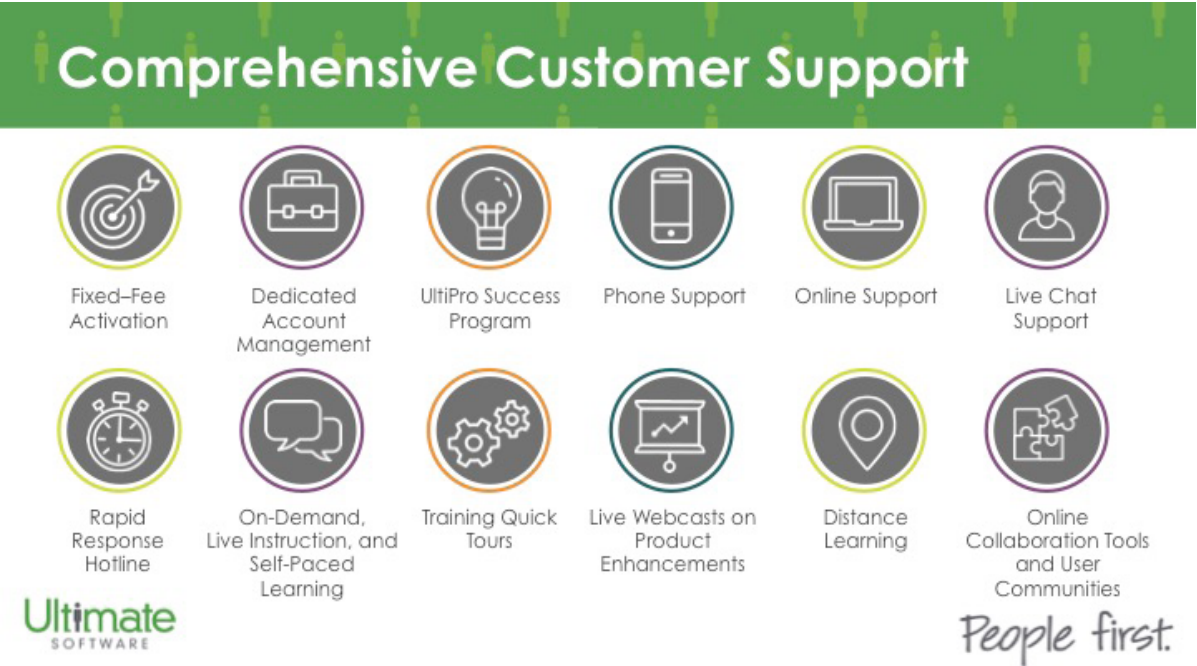 Comprehensive Customer Support
Fixed–Fee
Activation
Dedicated
Account
Management
UltiPro Success
Program
Phone Support
Online Support
Live Chat
Support
Rapid
Response
Hotline
On-Demand,
Live Instruction, and
Self-Paced
Learning
Training Quick
Tours
Live Webcasts on
Product
Enhancements
Distance
Learning
Online
Collaboration Tools
and User
Communities
Ultimate
SOFTWARE
People first.